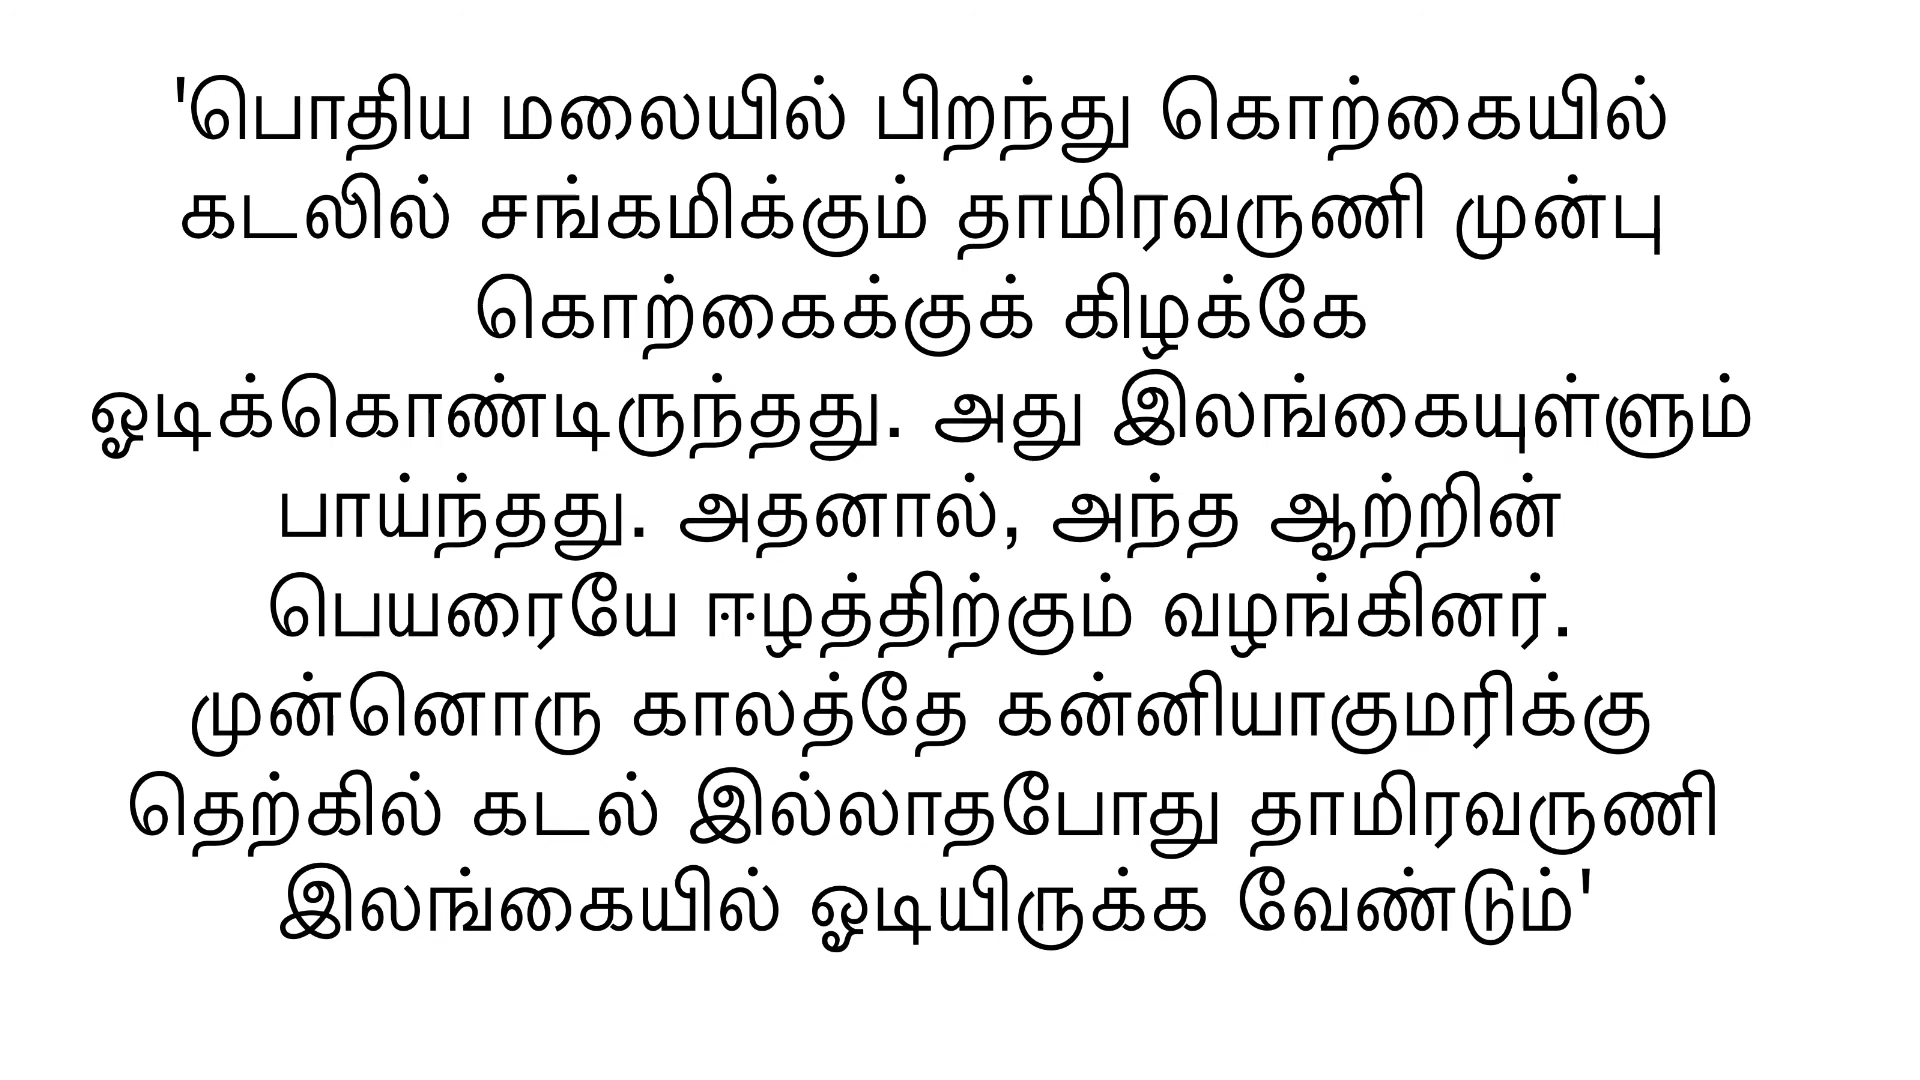 'பொதிய மலையில் பிறந்து கொற்கையில்
கடலில் சங்கமிக்கும் தாமிரவருணி முன்பு
கொற்கைக்குக் கிழக்கே
ஓடிக்கொண்டிருந்தது. அது இலங்கையுள்ளும்
பாய்ந்தது. அதனால், அந்த ஆற்றின்
பெயரையே ஈழத்திற்கும் வழங்கினர்.
முன்னொரு காலத்தே கன்னியாகுமரிக்கு
தெற்கில் கடல் இல்லாதபோது தாமிரவருணி
இலங்கையில் ஓடியிருக்க வேண்டும்'